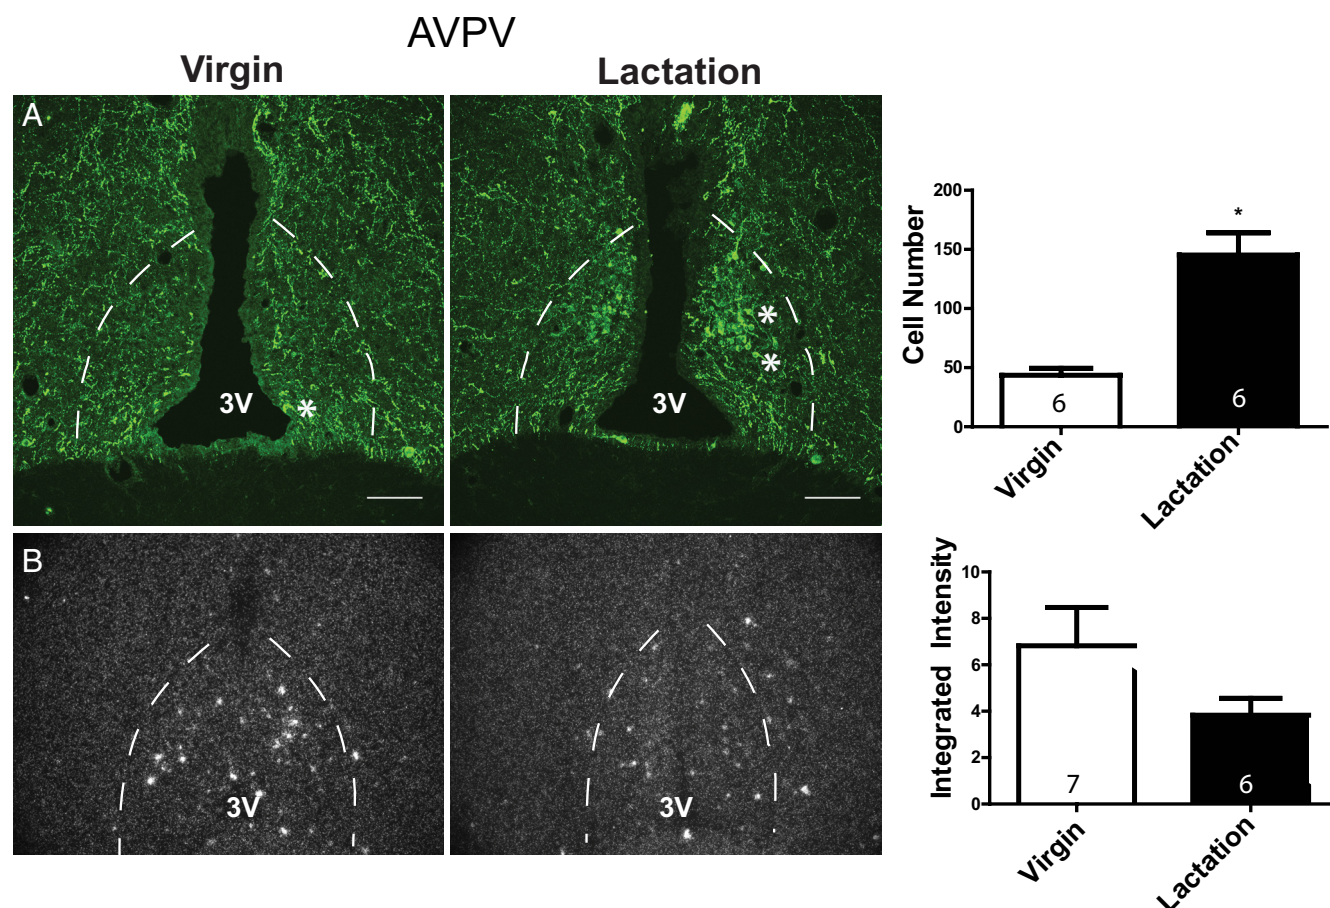 AVPV
Virgin
Lactation
A
3V
*
3V
*
*
B
3V
3V
Cell Number
200
150
100
50
0
*
6
6
Virgin
Lactation
Integrated Intensity
10
8
6
4
2
0
7
6
Virgin
Lactation